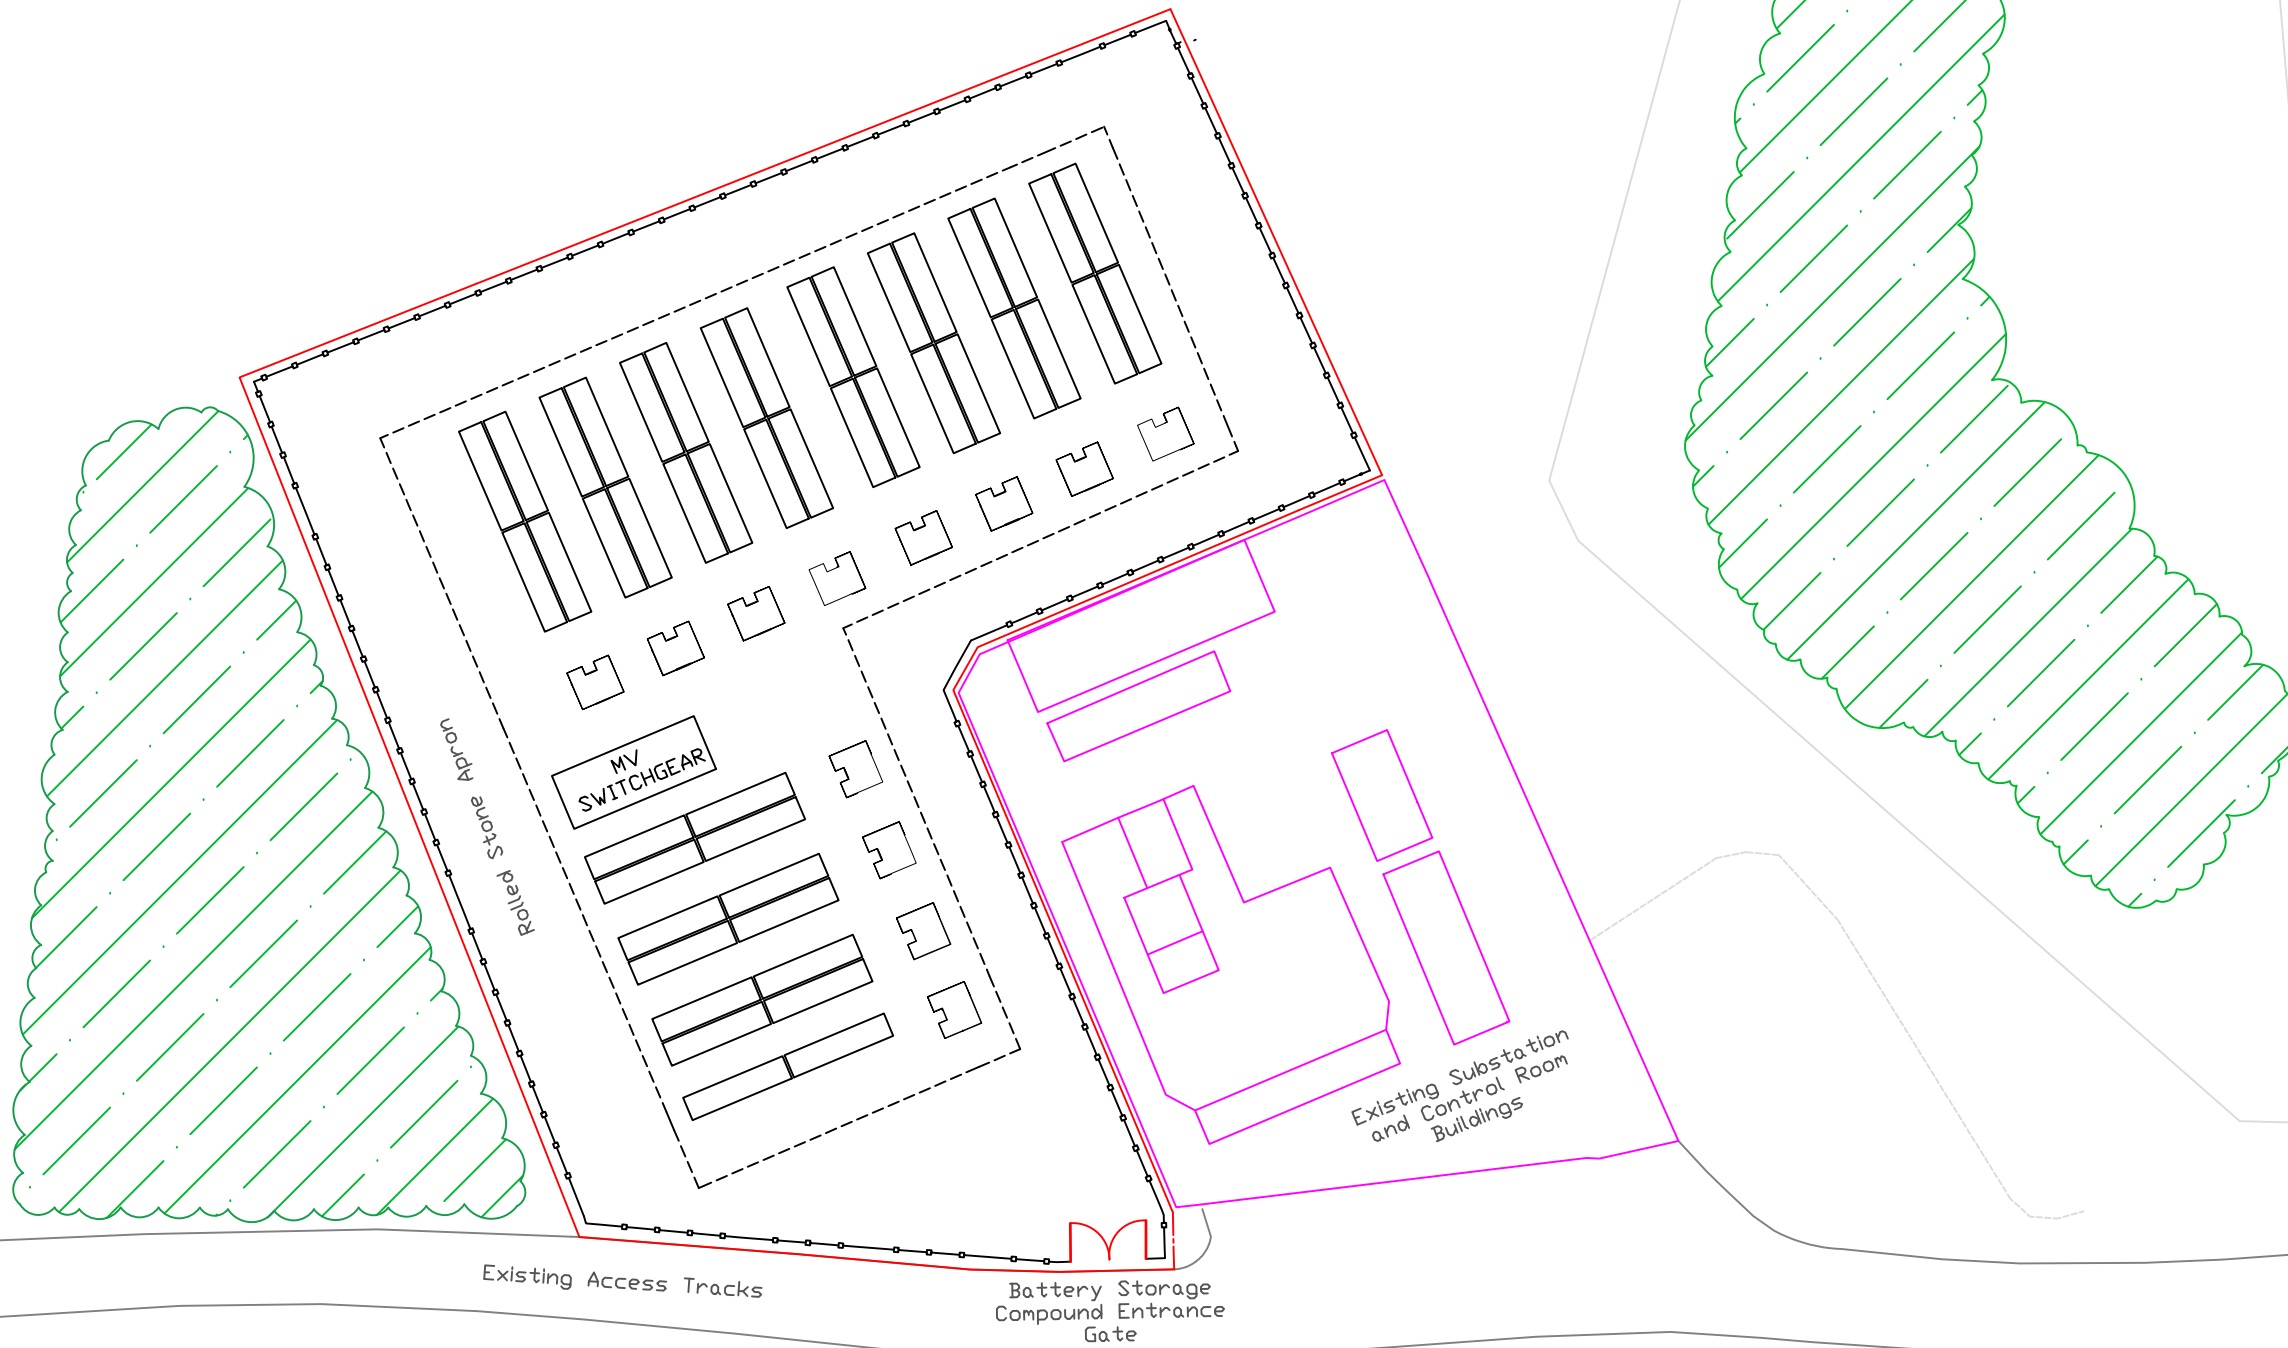 MV
SWITCHGEAR
Rolled Stone Apron
Existing Substation
and Control Room
Buildings
Existing Access Tracks
Battery Storage
Compound Entrance
Gate